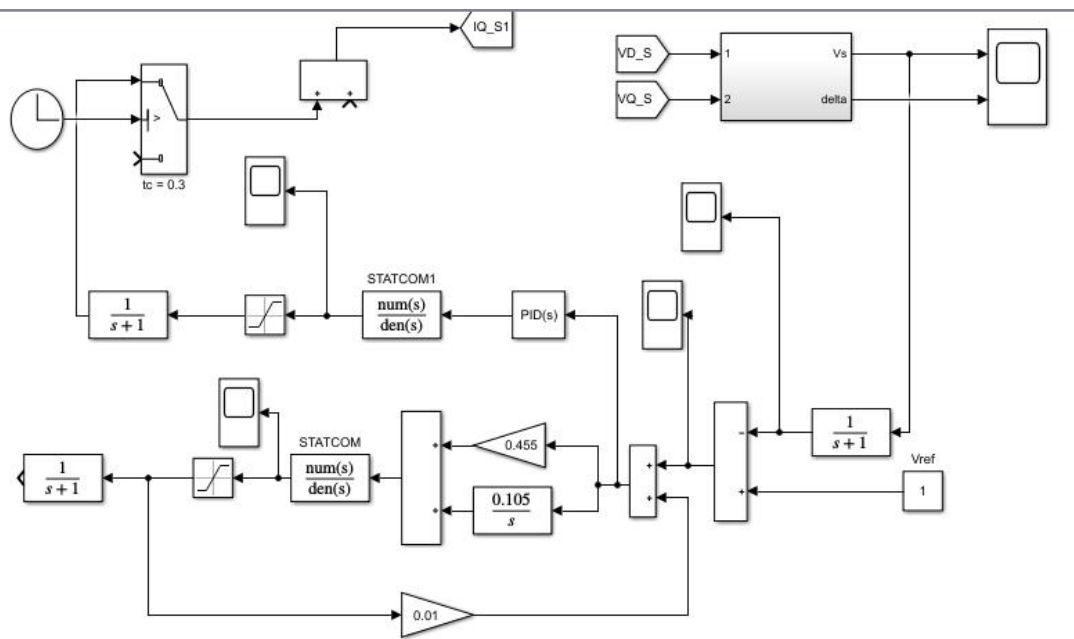 IQ_S1
VD_S
VQ_S
1
2
Vs
delta
>
tc = 0.3
+
+
STATCOM1
1
s + 1
num(s)
den(s)
PID(s)
STATCOM
1
s + 1
num(s)
den(s)
+
+
0.455
0.105
s
+
+
−
+
1
s + 1
Vref
1
0.01